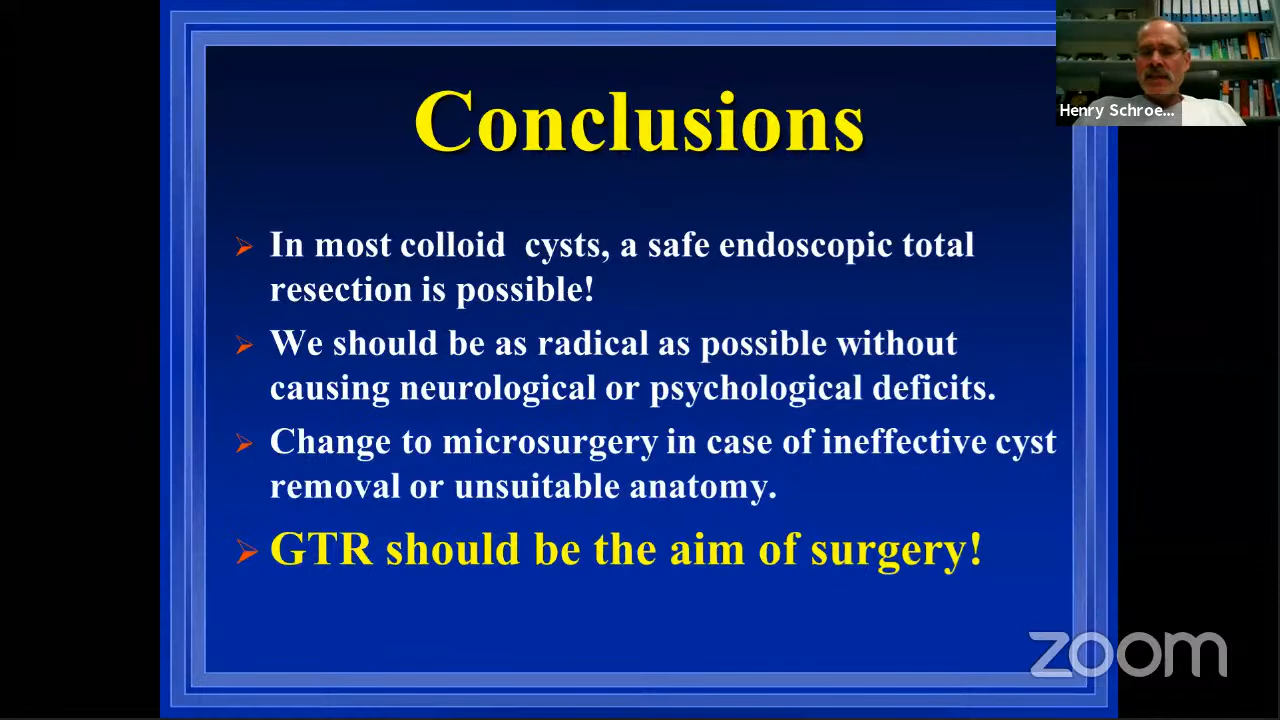 Conclusions
In most colloid cysts, a safe endoscopic total
resection is possible!
We should be as radical as possible without
causing neurological or psychological deficits.
Change to microsurgery in case of ineffective cyst
removal or unsuitable anatomy.
GTR should be the aim of surgery!
Henry Schroe...
zoom